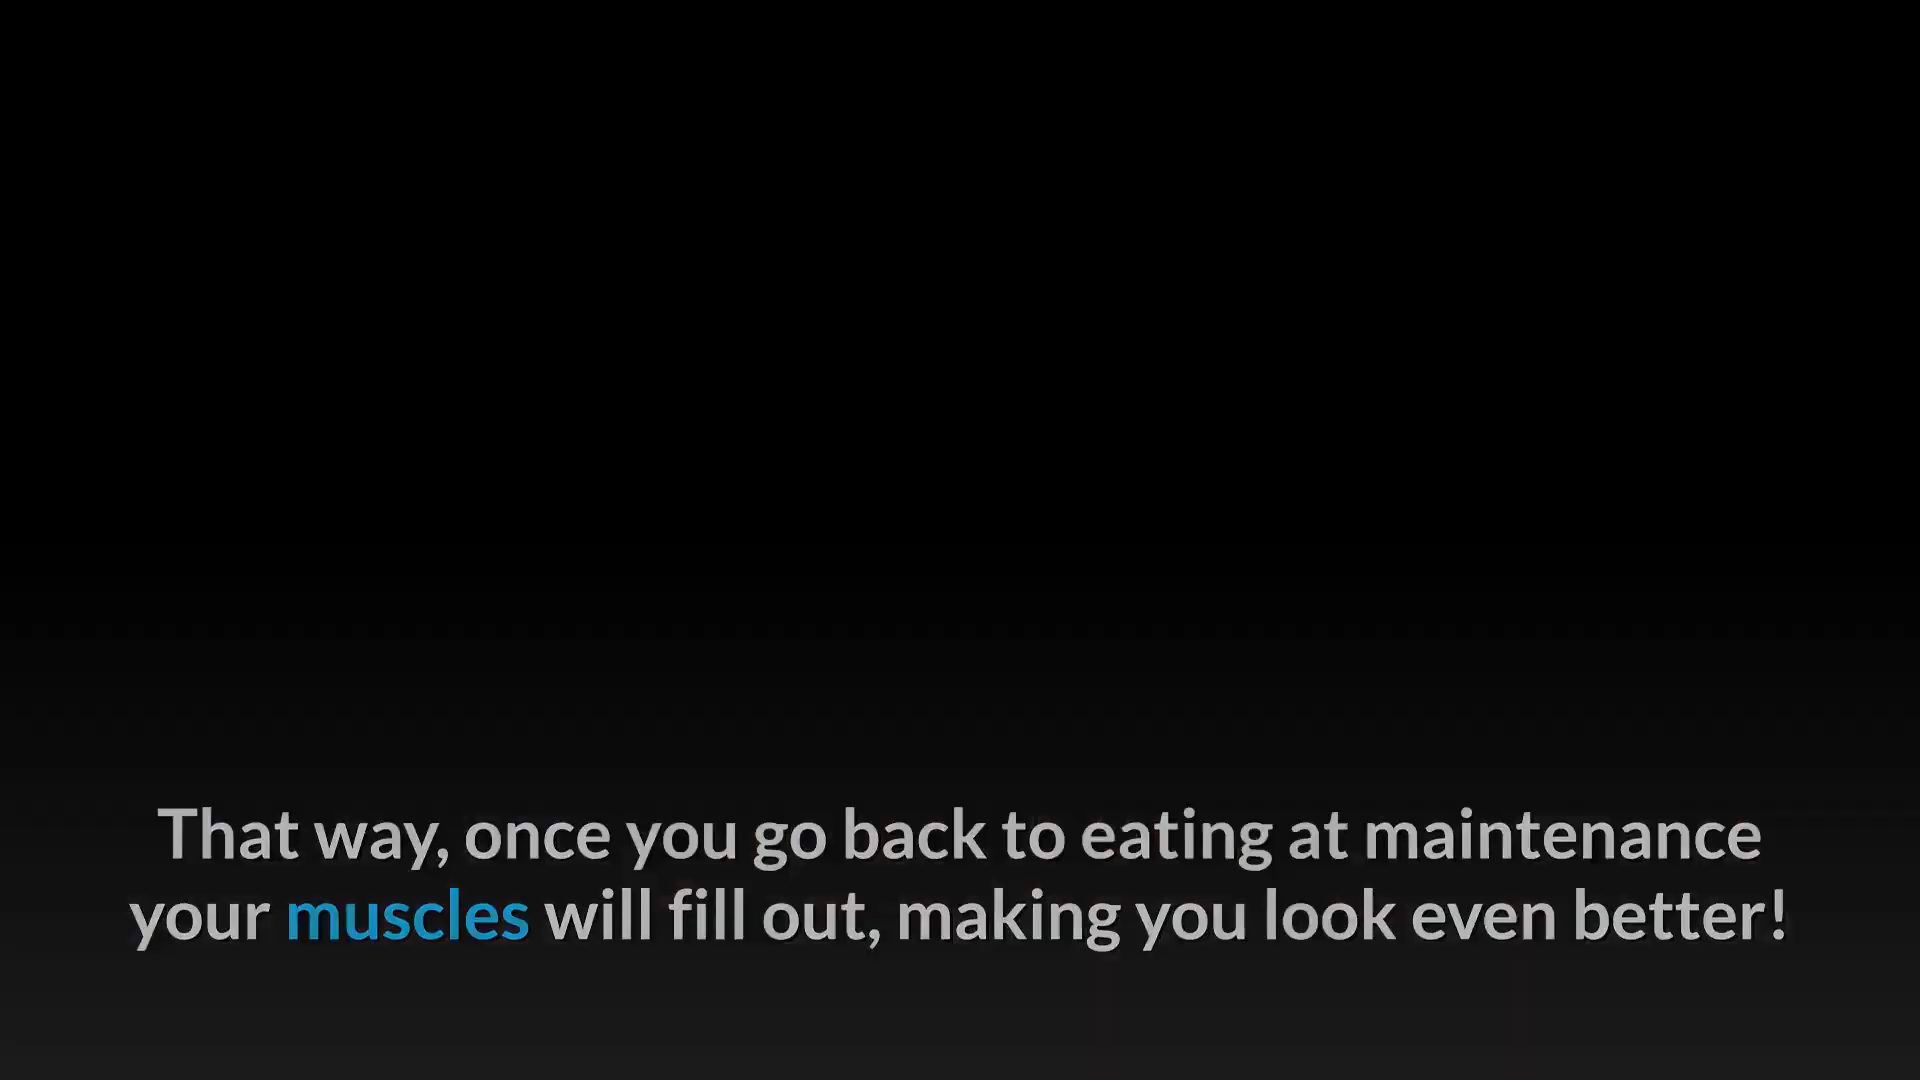 That way, once you go back to eating at maintenance
your muscles will fill out, making you look even better!